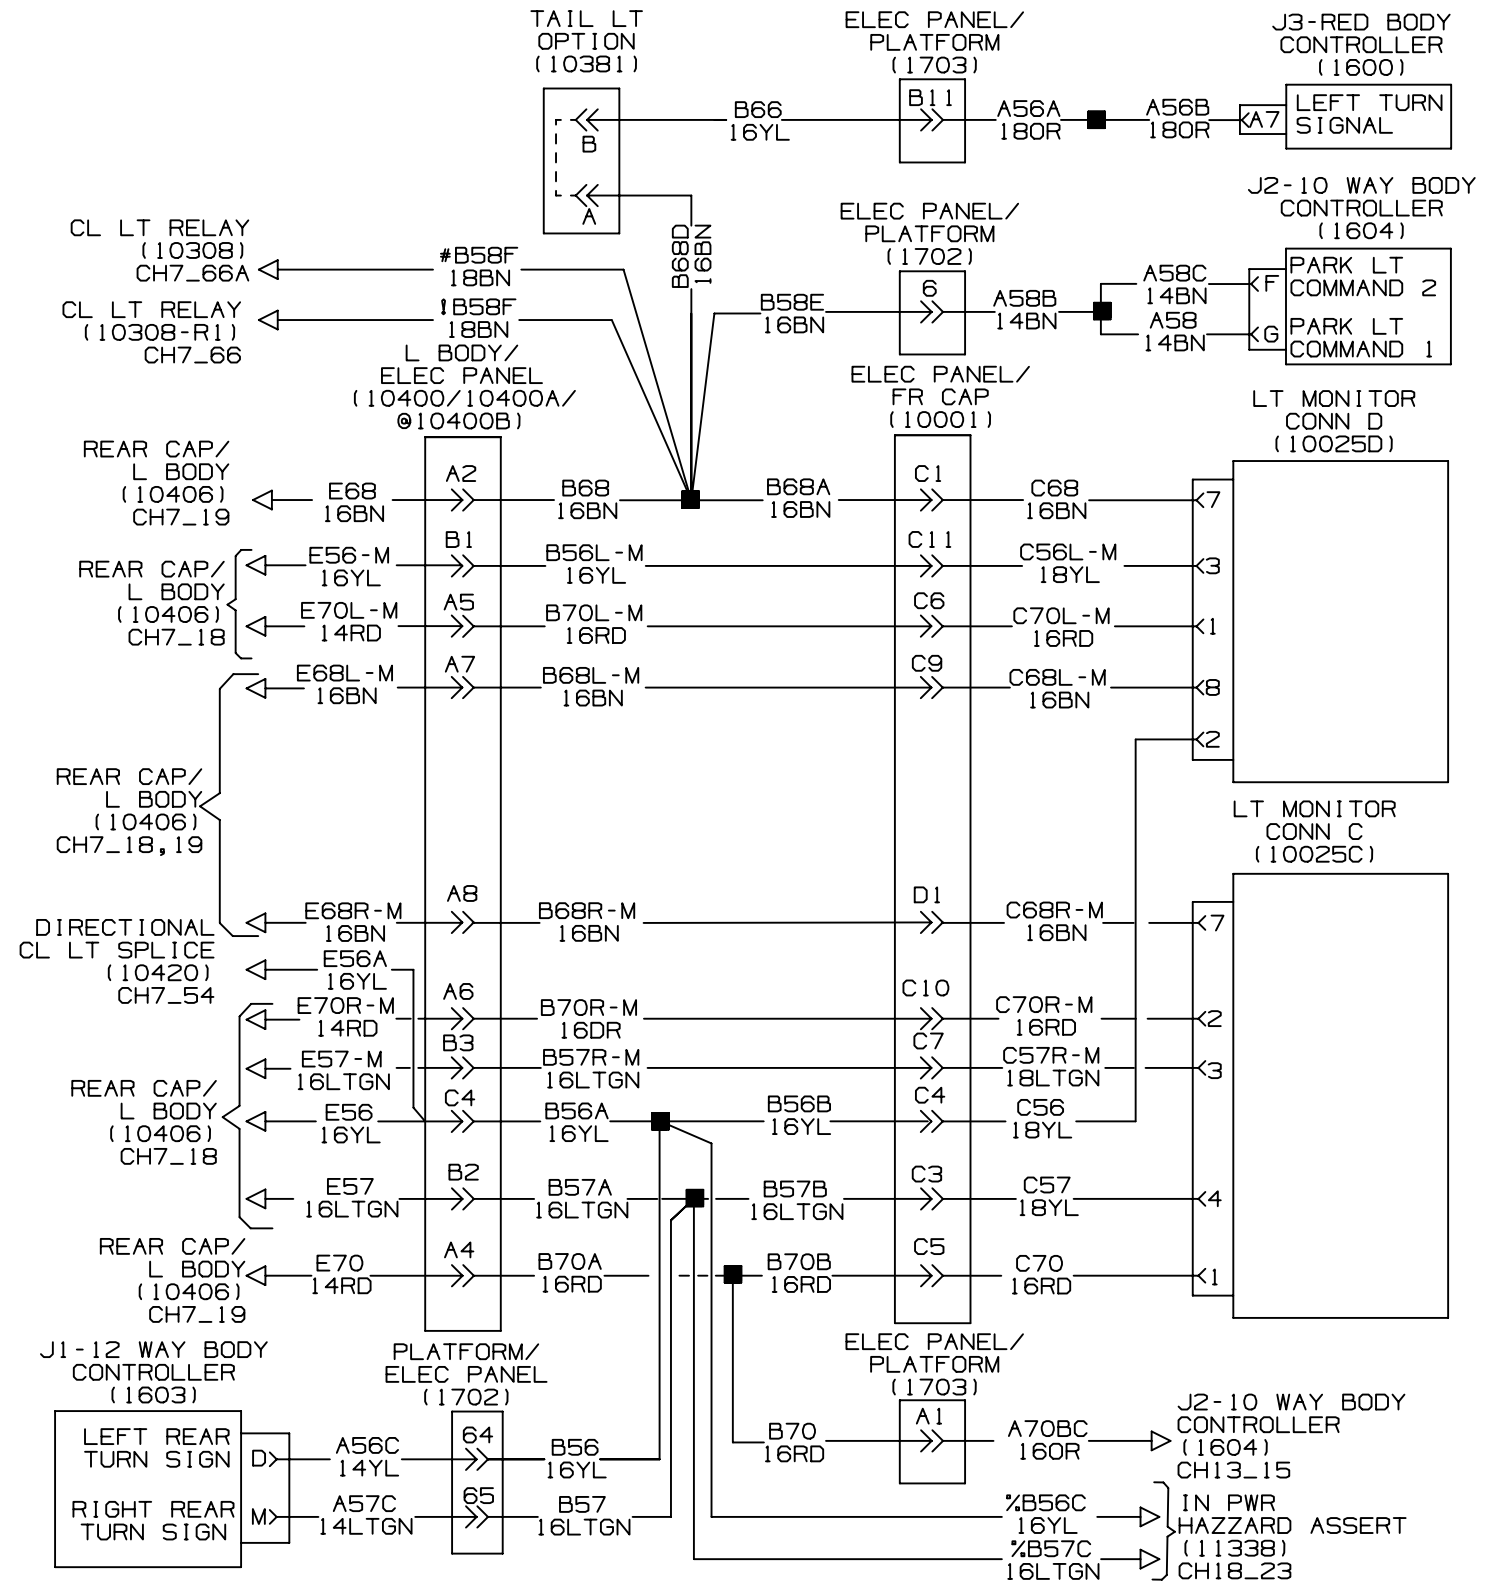 TAIL LT
OPTION
(10381)
ELEC PANEL/
PLATFORM
(1703)
J3-RED BODY
CONTROLLER
(1600)
B
A
B66
16YL
B11
A56A
18OR
A56B
18OR
A7
LEFT TURN
SIGNAL
J2-10 WAY BODY
CONTROLLER
(1604)
CL LT RELAY
(10308)
CH7_66A
#B58F
18BN
B68D
16BN
ELEC PANEL/
PLATFORM
(1702)
CL LT RELAY
(10308-R1)
CH7_66
!B58F
18BN
B58E
16BN
6
A58B
14BN
A58C
14BN
A58
14BN
F
G
PARK LT
COMMAND 2
PARK LT
COMMAND 1
L BODY/
ELEC PANEL
(10400/10400A/
@10400B)
ELEC PANEL/
FR CAP
(10001)
LT MONITOR
CONN D
(10025D)
REAR CAP/
L BODY
(10406)
CH7_19
E68
16BN
A2
B68
16BN
B68A
16BN
C1
C68
16BN
7
REAR CAP/
L BODY
(10406)
CH7_18
E56-M
16YL
B1
B56L-M
16YL
C11
C56L-M
18YL
3
E70L-M
14RD
A5
B70L-M
16RD
C6
C70L-M
16RD
1
E68L-M
16BN
A7
B68L-M
16BN
C9
C68L-M
16BN
8
2
REAR CAP/
L BODY
(10406)
CH7_18,19
LT MONITOR
CONN C
(10025C)
E68R-M
16BN
A8
B68R-M
16BN
D1
C68R-M
16BN
7
DIRECTIONAL
CL LT SPLICE
(10420)
CH7_54
E56A
16YL
E70R-M
14RD
A6
B70R-M
16DR
C10
C70R-M
16RD
2
E57-M
16LTGN
B3
B57R-M
16LTGN
C7
C57R-M
18LTGN
3
REAR CAP/
L BODY
(10406)
CH7_18
E56
16YL
C4
B56A
16YL
B56B
16YL
C4
C56
18YL
E57
16LTGN
B2
B57A
16LTGN
B57B
16LTGN
C3
C57
18YL
4
REAR CAP/
L BODY
(10406)
CH7_19
E70
14RD
A4
B70A
16RD
B70B
16RD
C5
C70
16RD
1
J1-12 WAY BODY
CONTROLLER
(1603)
PLATFORM/
ELEC PANEL
(1702)
ELEC PANEL/
PLATFORM
(1703)
LEFT REAR
TURN SIGN
D
A56C
14YL
64
B56
16YL
B70
16RD
A1
A70BC
16OR
J2-10 WAY BODY
CONTROLLER
(1604)
CH13_15
RIGHT REAR
TURN SIGN
M
A57C
14LTGN
65
B57
16LTGN
%B56C
16YL
%B57C
16LTGN
IN PWR
HAZZARD ASSERT
(11338)
CH18_23